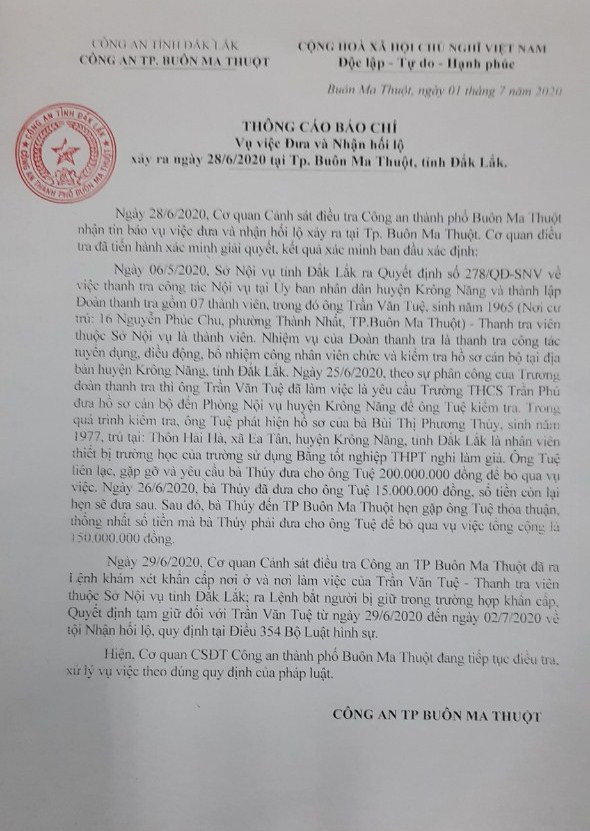 CÔNG AN TỈNH ĐẮK LẮK
CÔNG AN TP. BUÔN MA THUỘT
CỘNG HOÀ XÃ HỘI CHỦ NGHĨ VIỆT NAM
Độc lập - Tự do - Hạnh phúc
Buôn Ma Thuột, ngày 01 tháng 7 năm 2020
CÔNG AN TỈNH ĐẮK LẮK
CÔNG AN THÀNH PHỐ BUÔN MA THUỘT
THÔNG CÁO BÁO CHÍ
Vụ việc Đưa và Nhận hối lộ
xảy ra ngày 28/6/2020 tại Tp. Buôn Ma Thuột, tỉnh Đắk Lắk.
Ngày 28/6/2020, Cơ quan Cảnh sát điều tra Công an thành phố Buôn Ma Thuột
nhận tin báo vụ việc đưa và nhận hối lộ xảy ra tại Tp. Buôn Ma Thuột. Cơ quan điều
tra đã tiến hành xác minh giải quyết, kết quả xác minh ban đầu xác định:
Ngày 06/5/2020, Sở Nội vụ tỉnh Đắk Lắk ra Quyết định số 278/QĐ-SNV về
việc thanh tra công tác Nội vụ tại Ủy ban nhân dân huyện Krông Năng và thành lập
Đoàn thanh tra gồm 07 thành viên, trong đó ông Trần Văn Tuệ, sinh năm 1965 (Nơi cư
trú: 16 Nguyễn Phúc Chu, phường Thành Nhất, TP.Buôn Ma Thuột) - Thanh tra viên
thuộc Sở Nội vụ là thành viên. Nhiệm vụ của Đoàn thanh tra là thanh tra công tác
tuyển dụng, điều động, bổ nhiệm công nhân viên chức và kiểm tra hồ sơ cán bộ tại địa
bàn huyện Krông Năng, tỉnh Đắk Lắk. Ngày 25/6/2020, theo sự phân công của Trưởng
đoàn thanh tra thì ông Trần Văn Tuệ đã làm việc là yêu cầu Trường THCS Trần Phú
đưa hồ sơ cán bộ đến Phòng Nội vụ huyện Krông Năng để ông Tuệ kiểm tra. Trong
quá trình kiểm tra, ông Tuệ phát hiện hồ sơ của bà Bùi Thị Phương Thủy, sinh năm
1977, trú tại: Thôn Hải Hà, xã Ea Tân, huyện Krông Năng, tỉnh Đắk Lắk là nhân viên
thiết bị trường học của trường sử dụng Bằng tốt nghiệp THPT nghi làm giả. Ông Tuệ
liên lạc, gặp gỡ và yêu cầu bà Thủy đưa cho ông Tuệ 200.000.000 đồng để bỏ qua vụ
việc. Ngày 26/6/2020, bà Thủy đã đưa cho ông Tuệ 15.000.000 đồng, số tiền còn lại
hẹn sẽ đưa sau. Sau đó, bà Thủy đến TP Buôn Ma Thuột hẹn gặp ông Tuệ thỏa thuận,
thống nhất số tiền mà bà Thủy phải đưa cho ông Tuệ để bỏ qua vụ việc tổng cộng là
150.000.000 đồng.
Ngày 29/6/2020, Cơ quan Cảnh sát điều tra Công an TP Buôn Ma Thuột đã ra
Lệnh khám xét khẩn cấp nơi ở và nơi làm việc của Trần Văn Tuệ - Thanh tra viên
thuộc Sở Nội vụ tỉnh Đắk Lắk; ra Lệnh bắt người bị giữ trong trường hợp khẩn cấp,
Quyết định tạm giữ đối với Trần Văn Tuệ từ ngày 29/6/2020 đến ngày 02/7/2020 về
tội Nhận hối lộ, quy định tại Điều 354 Bộ Luật hình sự.
Hiện, Cơ quan CSĐT Công an thành phố Buôn Ma Thuột đang tiếp tục điều tra,
xử lý vụ việc theo đúng quy định của pháp luật.
CÔNG AN TP BUÔN MA THUỘT